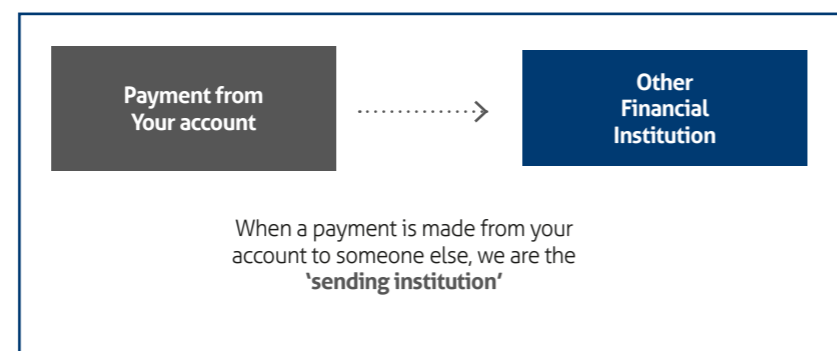 Payment from
Your account
Other
Financial
Institution
When a payment is made from your
account to someone else, we are the
‘sending institution’